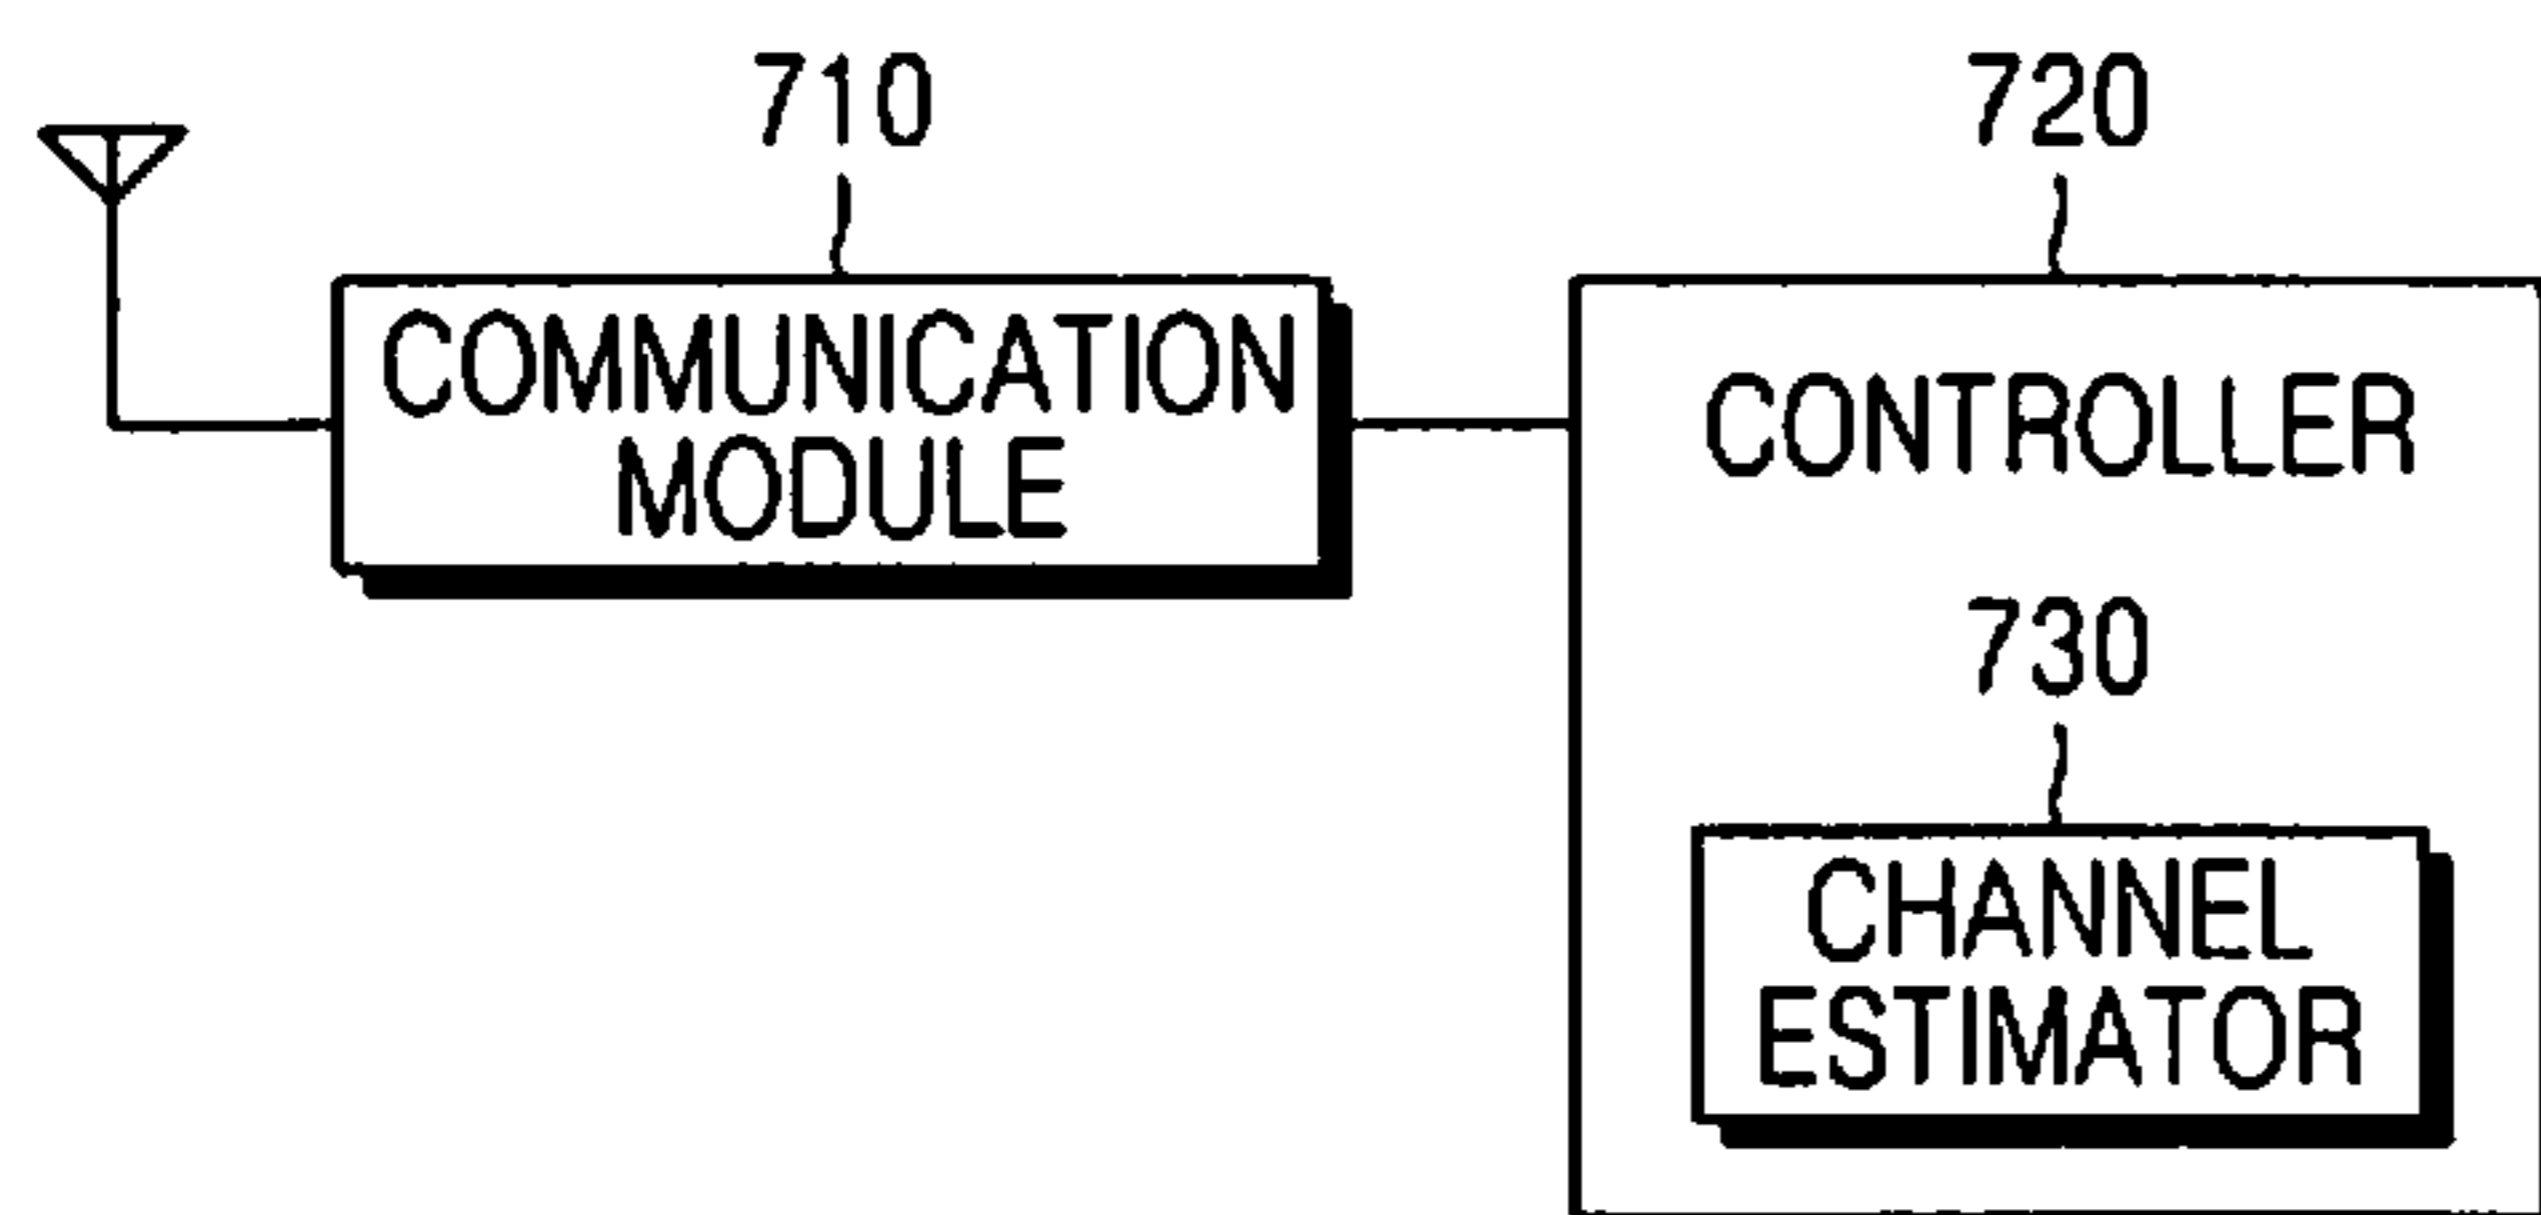 710
COMMUNICATION
MODULE
720
CONTROLLER
730
CHANNEL
ESTIMATOR